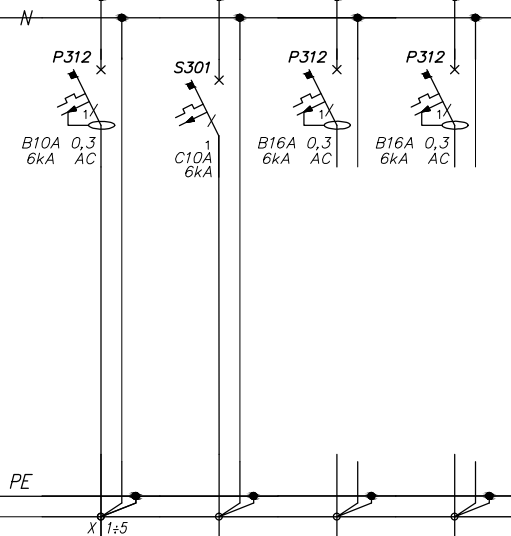 N
P312
S301
P312
P312
1
1
1
B10A 0,3
6kA AC
1
C10A
6kA
B16A 0,3
6kA AC
B16A 0,3
6kA AC
PE
X 1÷5